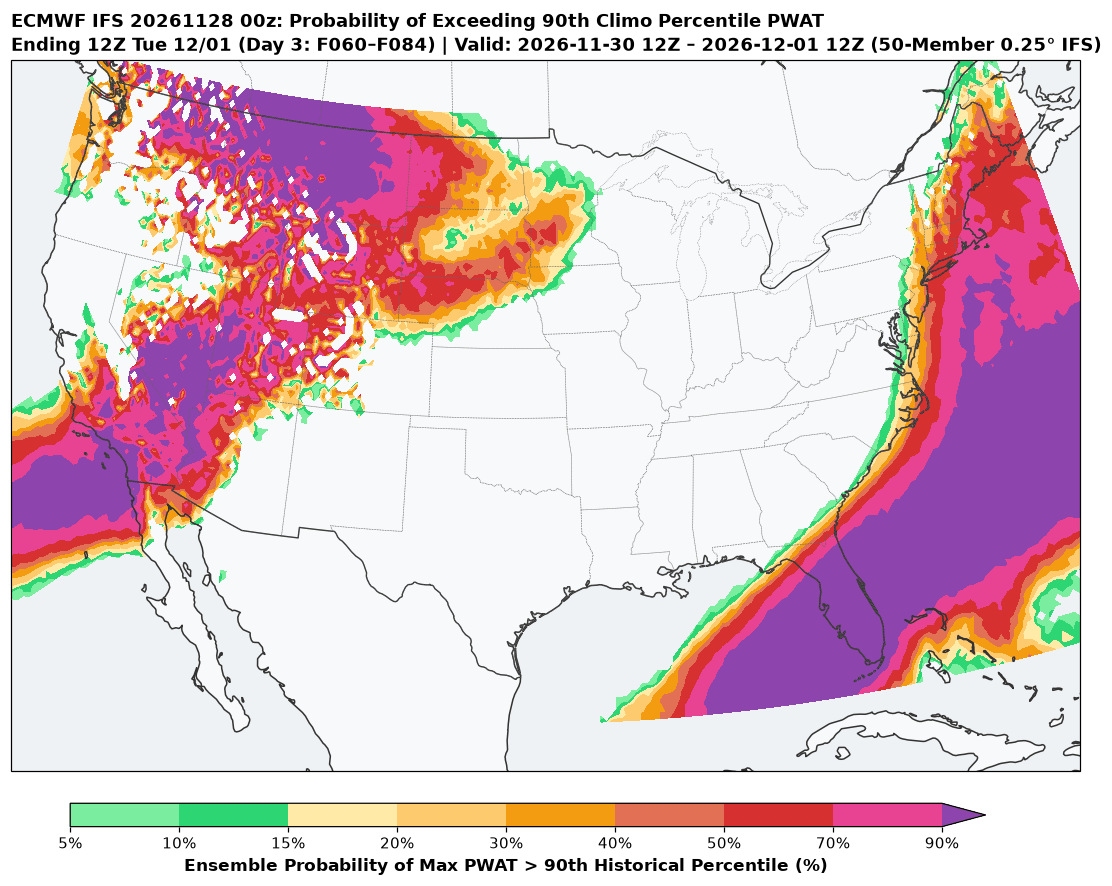 ECMWF IFS 20261128 00z: Probability of Exceeding 90th Climo Percentile PWAT
Ending 12Z Tue 12/01 (Day 3: F060–F084) | Valid: 2026-11-30 12Z – 2026-12-01 12Z (50-Member 0.25° IFS)
5% 10% 15% 20% 30% 40% 50% 70% 90%
Ensemble Probability of Max PWAT > 90th Historical Percentile (%)